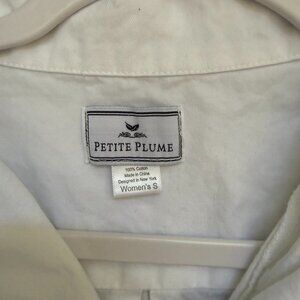 PETITE PLUME
100% Cotton
Made in China
Designed in New York
Women's S